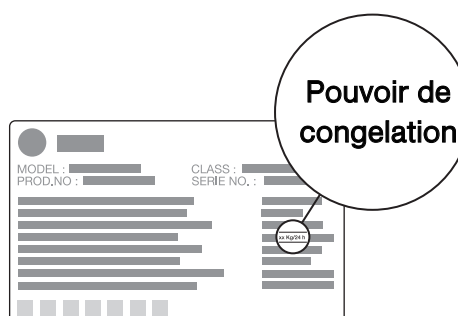 Pouvoir de
congelation
MODEL :
CLASS :
PROD.NO :
SERIE NO. :
xx Kg/24 h